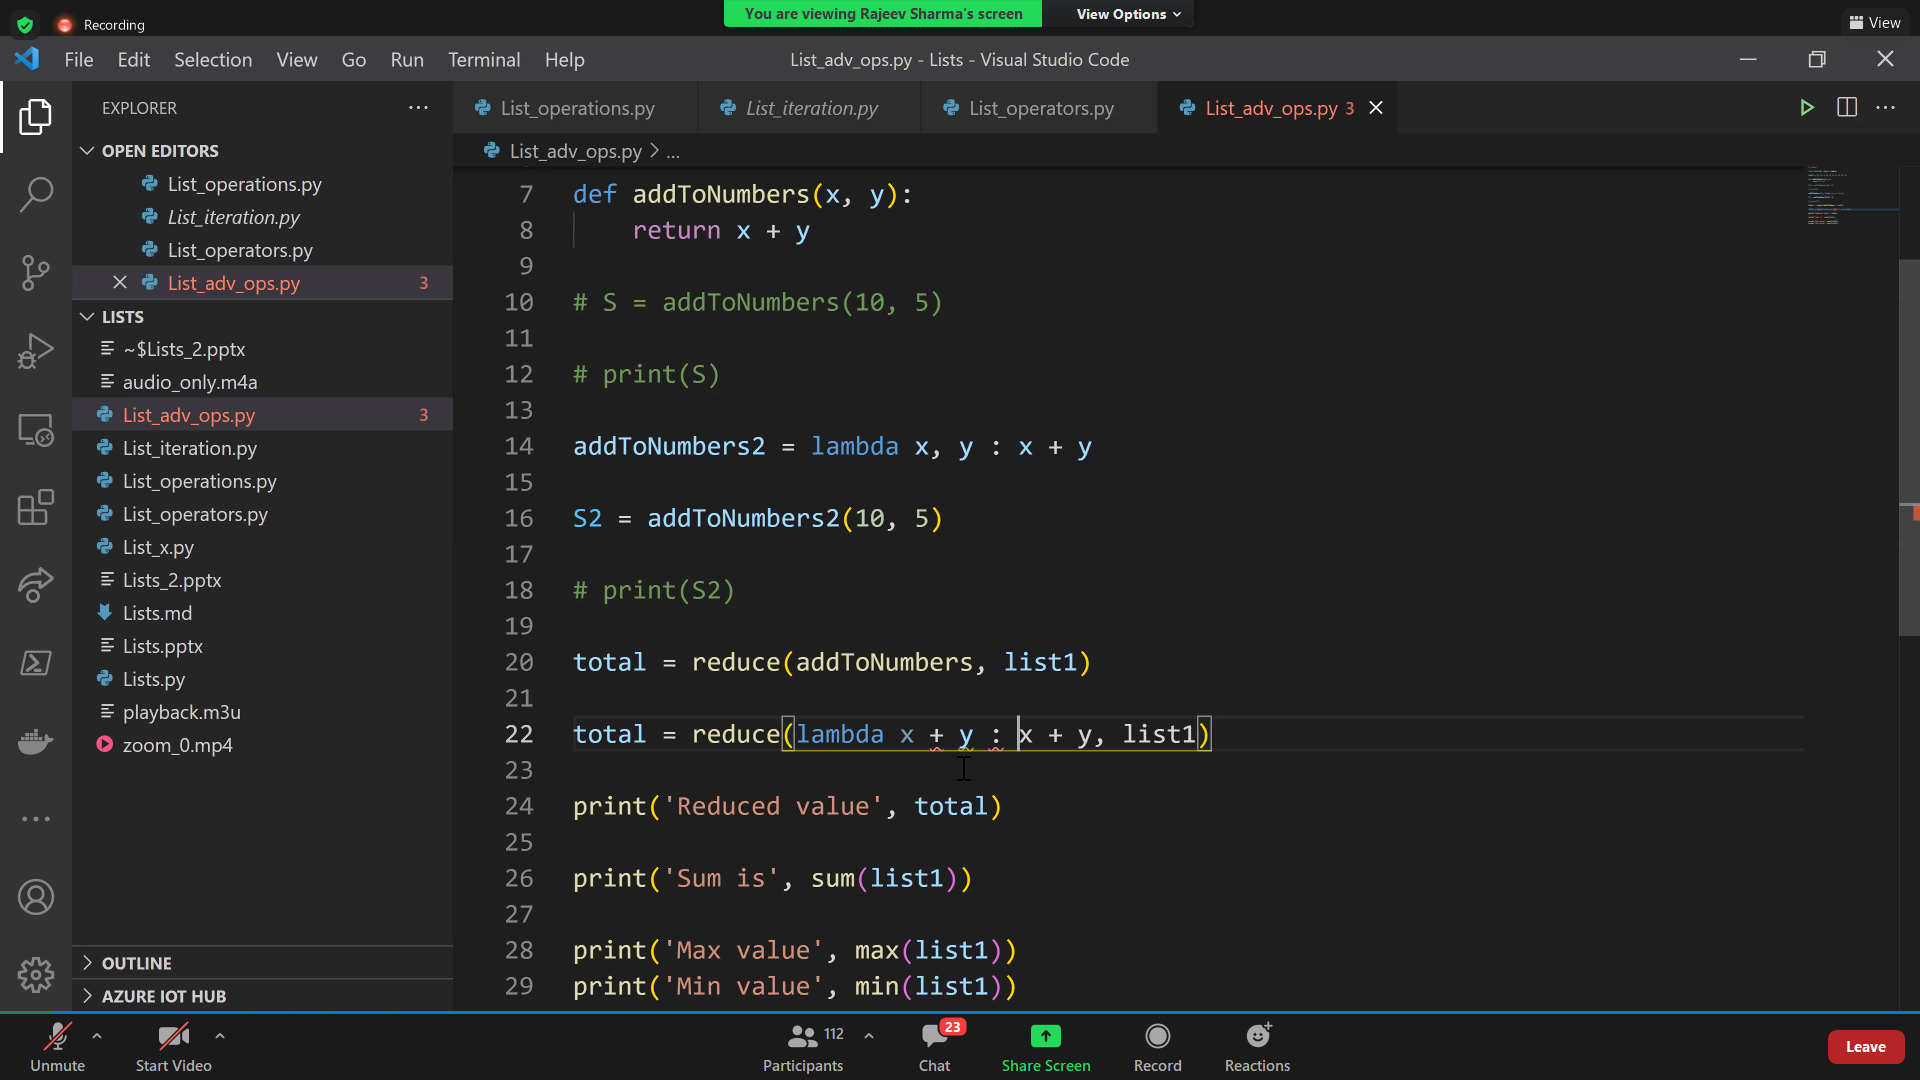 Recording
You are viewing Rajeev Sharma's screen
View Options
View
File Edit Selection View Go Run Terminal Help
List_adv_ops.py - Lists - Visual Studio Code
EXPLORER
OPEN EDITORS
List_operations.py
List_iteration.py
List_operators.py
List_adv_ops.py 3
LISTS
~$Lists_2.pptx
audio_only.m4a
List_adv_ops.py 3
List_iteration.py
List_operations.py
List_operators.py
List_x.py
Lists_2.pptx
Lists.md
Lists.pptx
Lists.py
playback.m3u
zoom_0.mp4
OUTLINE
AZURE IOT HUB
List_operations.py List_iteration.py List_operators.py List_adv_ops.py 3
List_adv_ops.py > ...
7 def addToNumbers(x, y):
8     return x + y
9
10 # S = addToNumbers(10, 5)
11
12 # print(S)
13
14 addToNumbers2 = lambda x, y : x + y
15
16 S2 = addToNumbers2(10, 5)
17
18 # print(S2)
19
20 total = reduce(addToNumbers, list1)
21
22 total = reduce(lambda x + y : x + y, list1)
23
24 print('Reduced value', total)
25
26 print('Sum is', sum(list1))
27
28 print('Max value', max(list1))
29 print('Min value', min(list1))
Unmute
Start Video
112
Participants
23
Chat
Share Screen
Record
Reactions
Leave